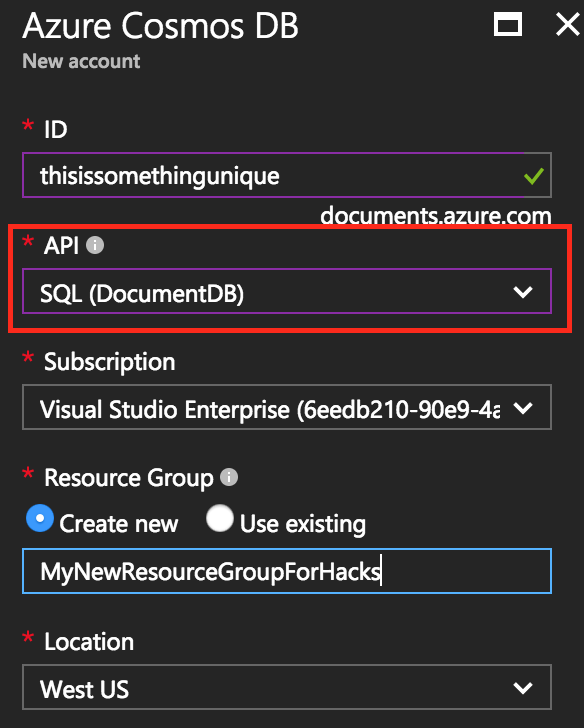 Azure Cosmos DB
New account
* ID
thisissomethingunique
documents.azure.com
* API
SQL (DocumentDB)
* Subscription
Visual Studio Enterprise (6eedb210-90e9-4a
* Resource Group
Create new Use existing
MyNewResourceGroupForHacks
* Location
West US